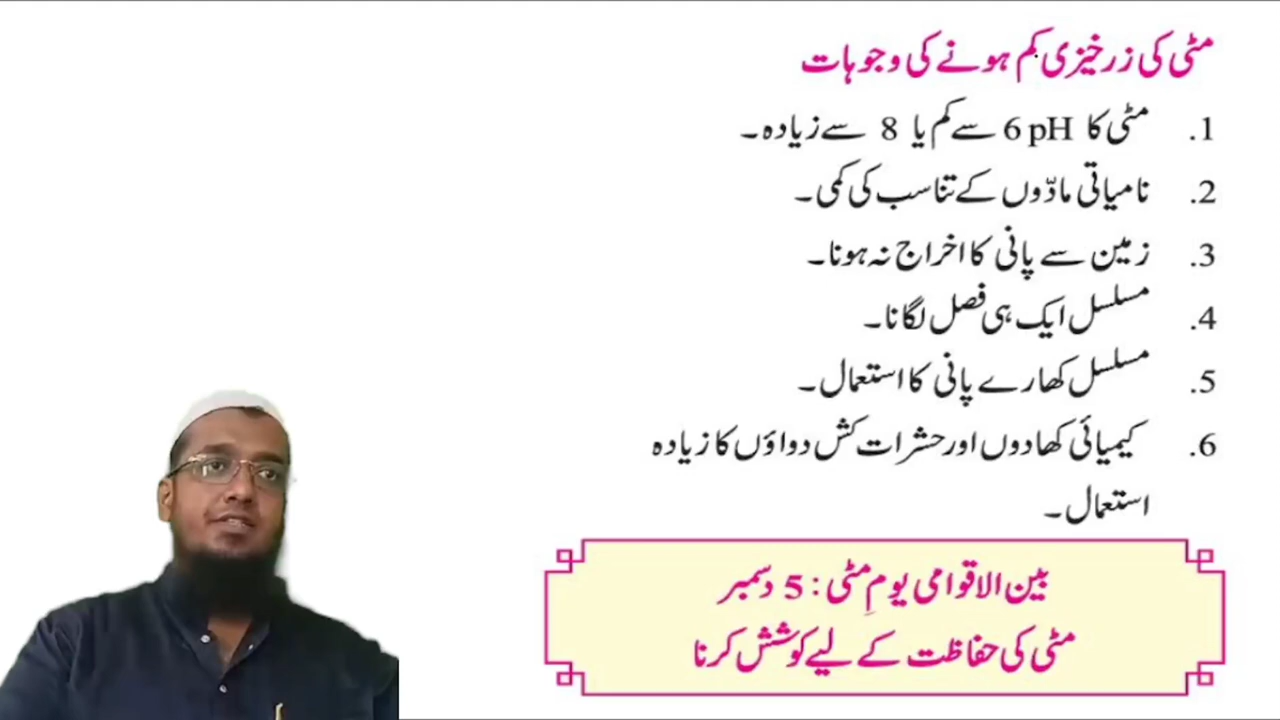 مٹی کی زرخیزی کم ہونے کی وجوہات
1. مٹی کا pH 6 سے کم یا 8 سے زیادہ۔
2. نامیاتی مادّوں کے تناسب کی کمی۔
3. زمین سے پانی کا اخراج نہ ہونا۔
4. مسلسل ایک ہی فصل لگانا۔
5. مسلسل کھارے پانی کا استعمال۔
6. کیمیائی کھادوں اور حشرات کش دواؤں کا زیادہ
استعمال۔
بین الاقوامی یومِ مٹی : 5 دسمبر
مٹی کی حفاظت کے لیے کوشش کرنا